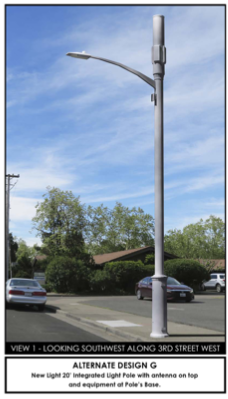 VIEW 1 - LOOKING SOUTHWEST ALONG 3RD STREET WEST
ALTERNATE DESIGN G
New Light 20' Integrated Light Pole with antenna on top
and equipment at Pole's Base.